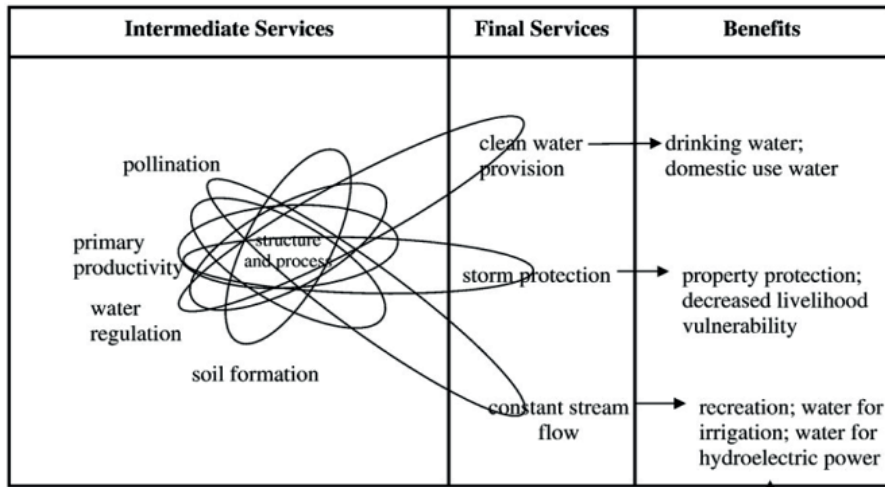 Intermediate Services
Final Services
Benefits
pollination
primary
productivity
water
regulation
soil formation
structure
and process
clean water
provision
drinking water;
domestic use water
storm protection
property protection;
decreased livelihood
vulnerability
constant stream
flow
recreation; water for
irrigation; water for
hydroelectric power